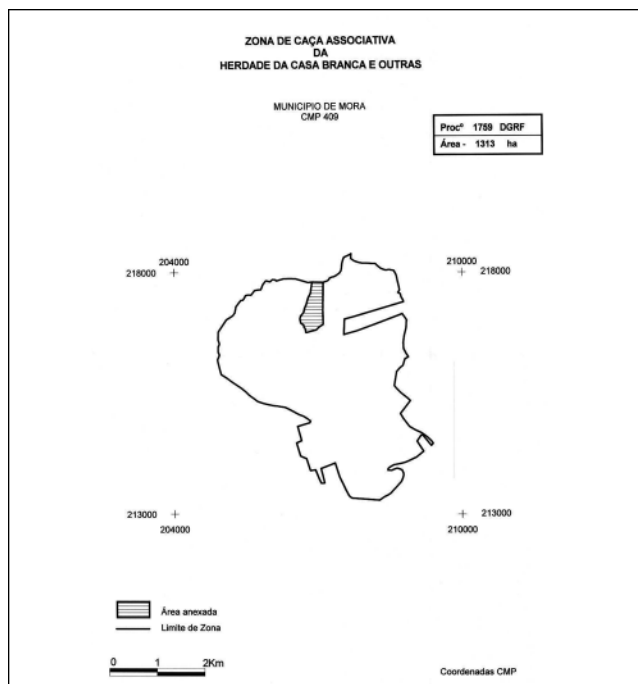 ZONA DE CAÇA ASSOCIATIVA
DA
HERDADE DA CASA BRANCA E OUTRAS
MUNICIPIO DE MORA
CMP 409
Procº 1759 DGRF
Área - 1313 ha
204000
218000
210000
218000
213000
204000
213000
210000
Área anexada
Limite de Zona
0 1 2Km
Coordenadas CMP